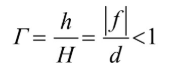 Γ = h/H = |f|/d < 1